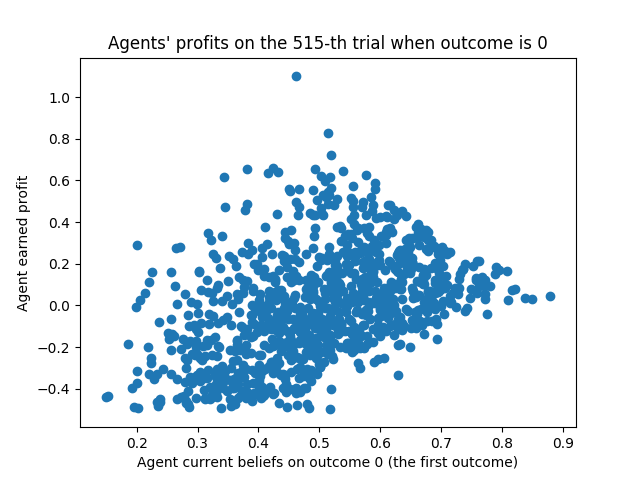 Agents' profits on the 515-th trial when outcome is 0
1.0
0.8
0.6
0.4
0.2
0.0
−0.2
−0.4
Agent earned profit
0.2 0.3 0.4 0.5 0.6 0.7 0.8 0.9
Agent current beliefs on outcome 0 (the first outcome)